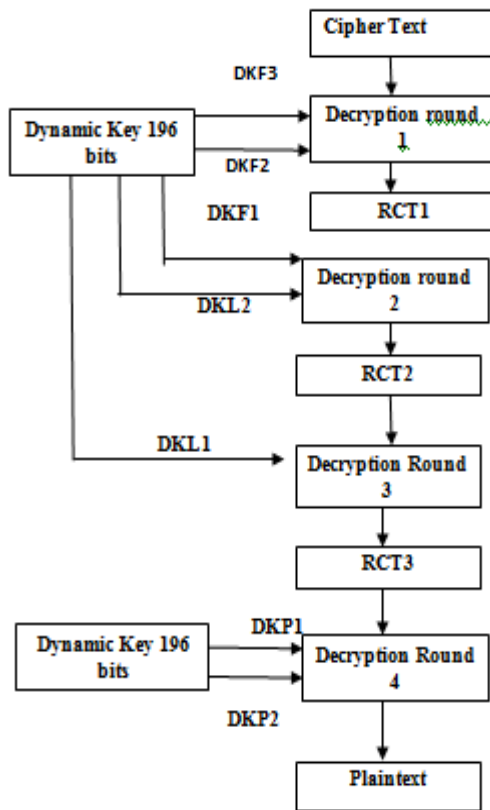 Cipher Text
DKF3
Dynamic Key 196
bits
Decryption round
1
DKF2
RCT1
DKF1
Decryption round
2
DKL2
RCT2
DKL1
Decryption Round
3
RCT3
Dynamic Key 196
bits
DKP1
Decryption Round
4
DKP2
Plaintext